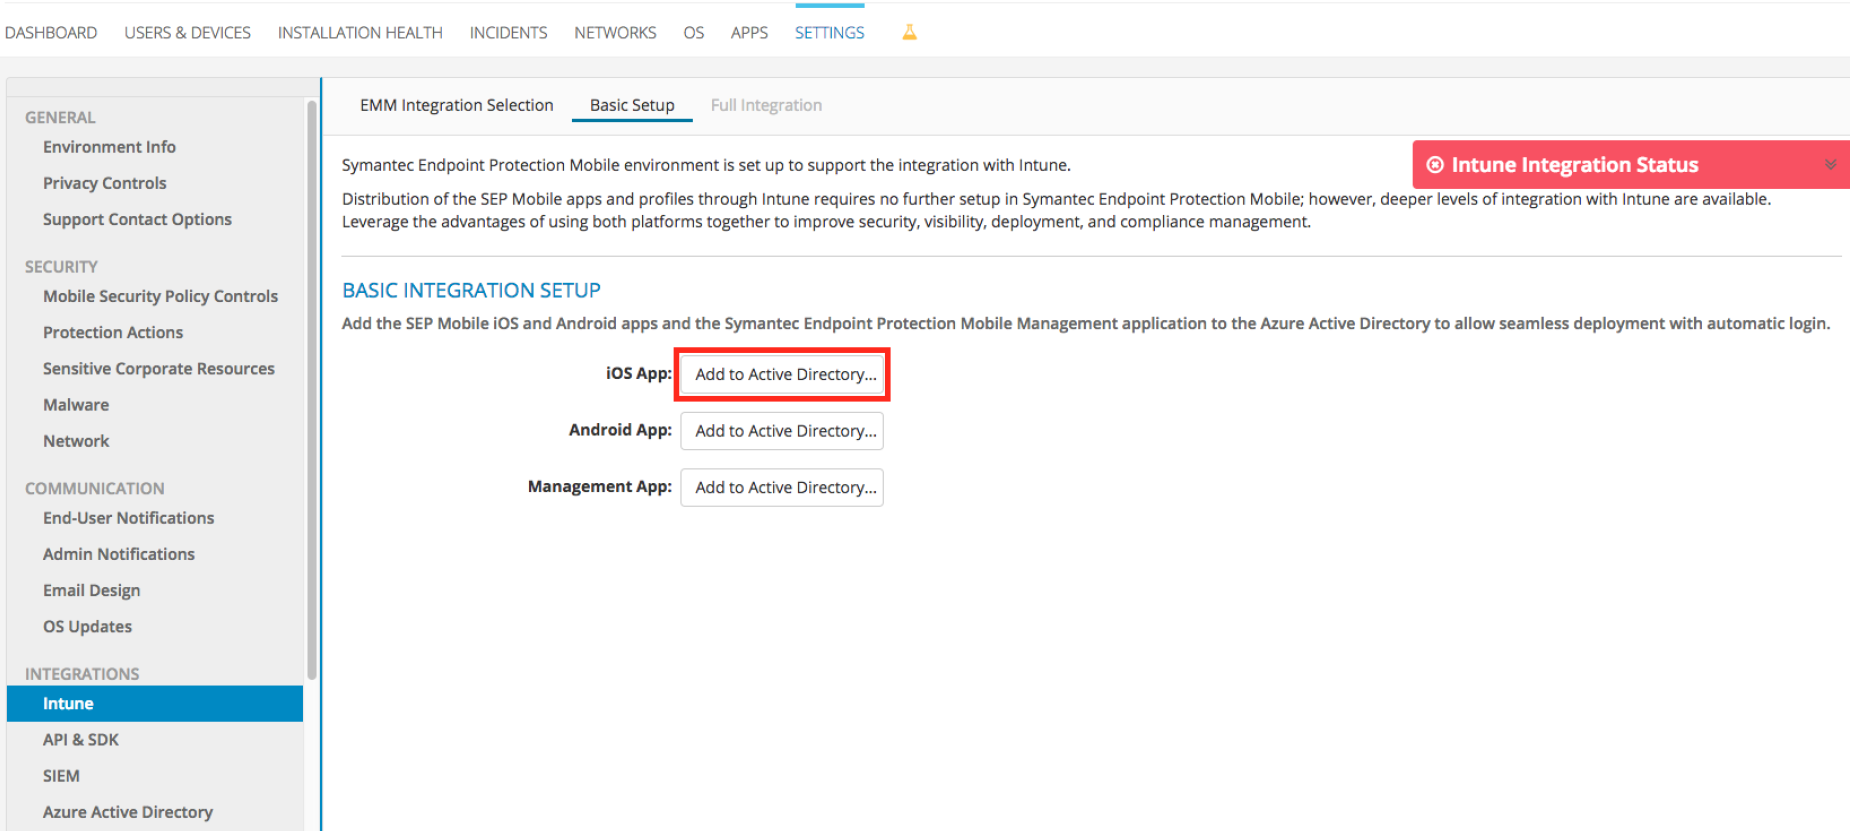 DASHBOARD USERS & DEVICES INSTALLATION HEALTH INCIDENTS NETWORKS OS APPS SETTINGS
GENERAL
Environment Info
Privacy Controls
Support Contact Options
SECURITY
Mobile Security Policy Controls
Protection Actions
Sensitive Corporate Resources
Malware
Network
COMMUNICATION
End-User Notifications
Admin Notifications
Email Design
OS Updates
INTEGRATIONS
Intune
API & SDK
SIEM
Azure Active Directory
EMM Integration Selection Basic Setup Full Integration
Symantec Endpoint Protection Mobile environment is set up to support the integration with Intune.
Intune Integration Status
Distribution of the SEP Mobile apps and profiles through Intune requires no further setup in Symantec Endpoint Protection Mobile; however, deeper levels of integration with Intune are available.
Leverage the advantages of using both platforms together to improve security, visibility, deployment, and compliance management.
BASIC INTEGRATION SETUP
Add the SEP Mobile iOS and Android apps and the Symantec Endpoint Protection Mobile Management application to the Azure Active Directory to allow seamless deployment with automatic login.
iOS App: Add to Active Directory...
Android App: Add to Active Directory...
Management App: Add to Active Directory...